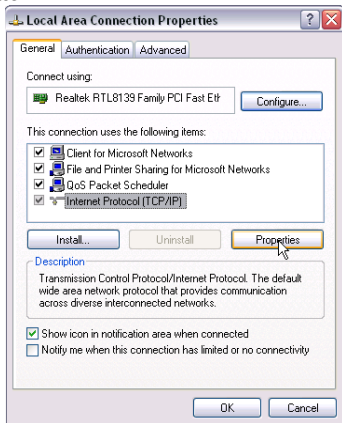 Local Area Connection Properties
General Authentication Advanced
Connect using:
Realtek RTL8139 Family PCI Fast Eth
Configure...
This connection uses the following items:
Client for Microsoft Networks
File and Printer Sharing for Microsoft Networks
QoS Packet Scheduler
Internet Protocol (TCP/IP)
Install... Uninstall Properties
Description
Transmission Control Protocol/Internet Protocol. The default
wide area network protocol that provides communication
across diverse interconnected networks.
Show icon in notification area when connected
Notify me when this connection has limited or no connectivity
OK Cancel